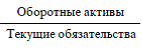 Оборотные активы
Текущие обязательства